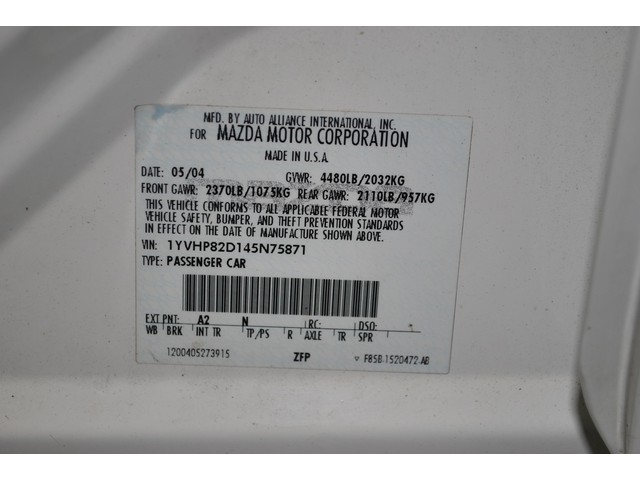 MFD. BY AUTO ALLIANCE INTERNATIONAL, INC.
FOR MAZDA MOTOR CORPORATION
MADE IN U.S.A.
DATE: 05/04 GVWR: 4480LB/2032KG
FRONT GAWR: 2370LB/1075KG REAR GAWR: 2110LB/957KG
THIS VEHICLE CONFORMS TO ALL APPLICABLE FEDERAL MOTOR
VEHICLE SAFETY, BUMPER, AND THEFT PREVENTION STANDARDS
IN EFFECT ON THE DATE OF MANUFACTURE SHOWN ABOVE.
VIN: 1YVHP82D145N75871
TYPE: PASSENGER CAR
EXT PNT: A2 N RC: DSO:
WB BRK INT TR TP/PS R AXLE TR SPR
1200405273915 ZFP F85B-1520472-AB